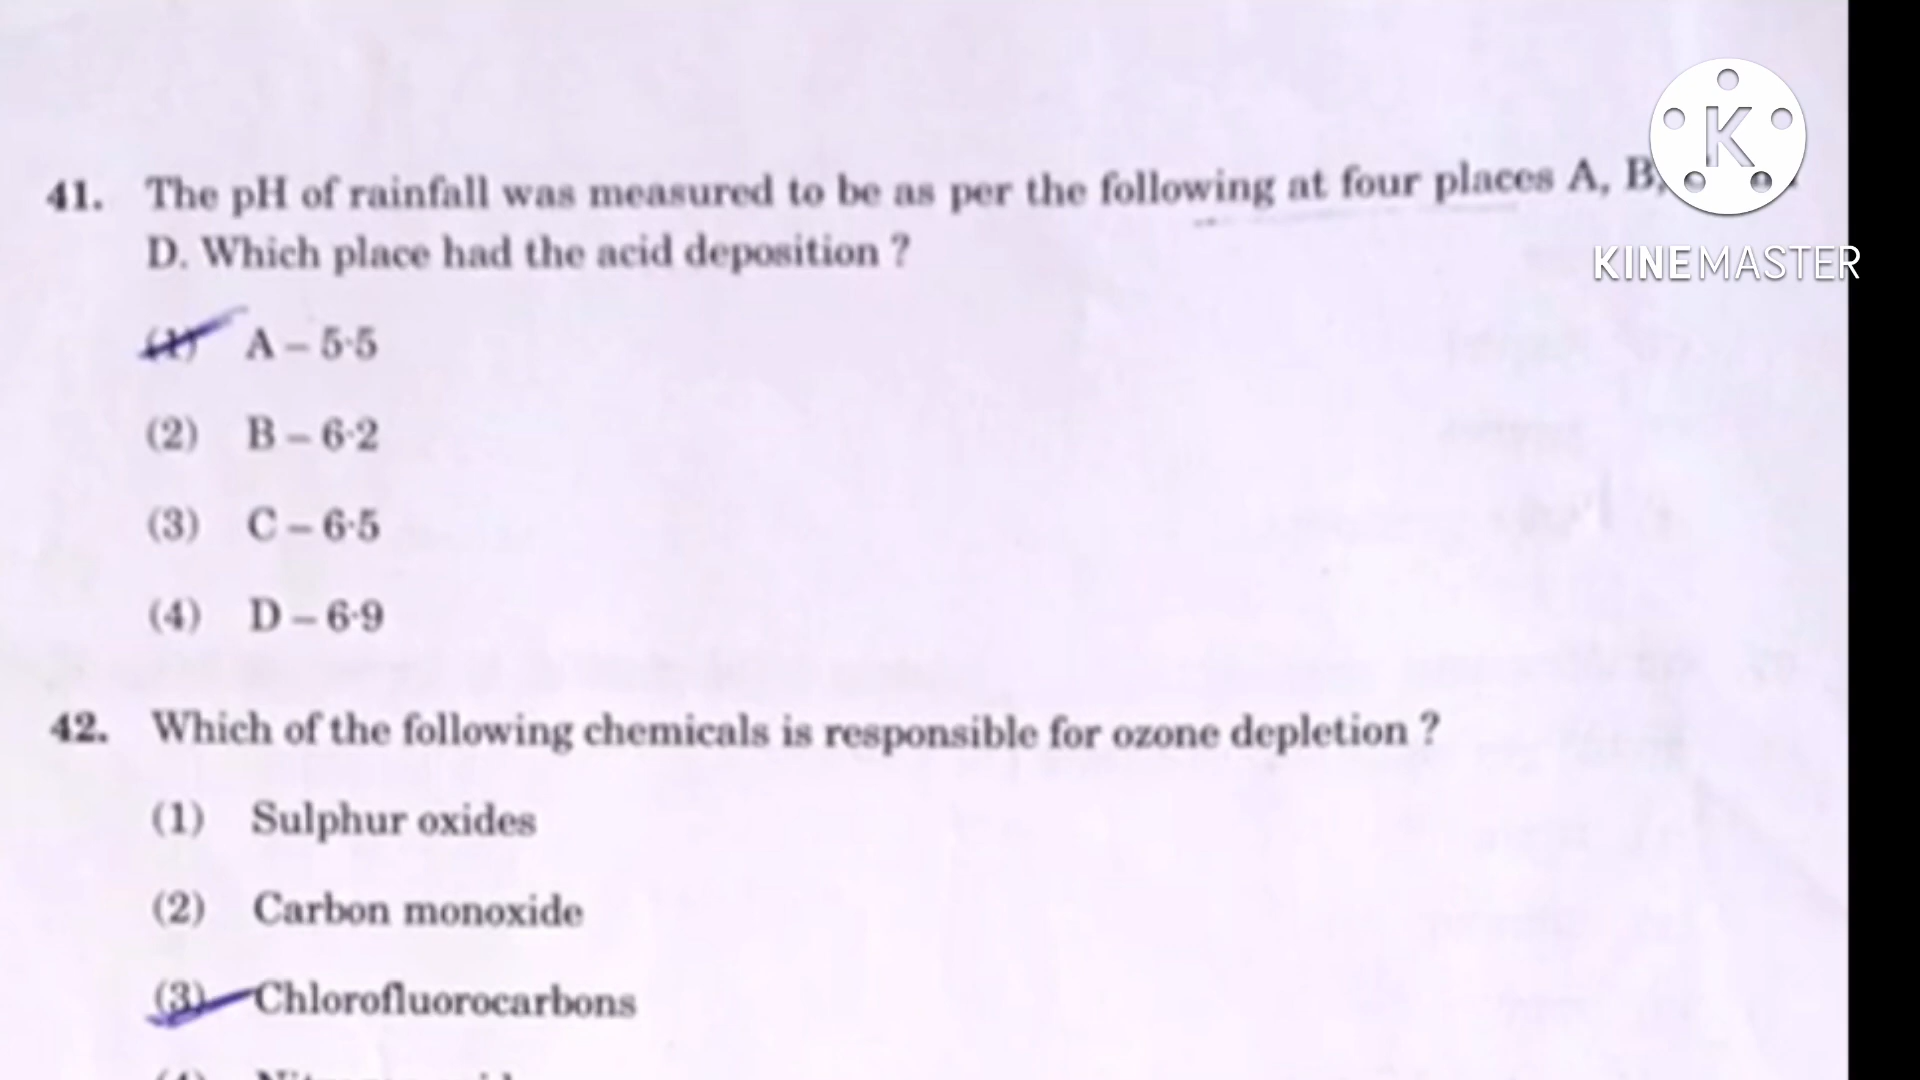 41. The pH of rainfall was measured to be as per the following at four places A, B,
D. Which place had the acid deposition ?
(1) A – 5·5
(2) B – 6·2
(3) C – 6·5
(4) D – 6·9
42. Which of the following chemicals is responsible for ozone depletion ?
(1) Sulphur oxides
(2) Carbon monoxide
(3) Chlorofluorocarbons
K
KINEMASTER